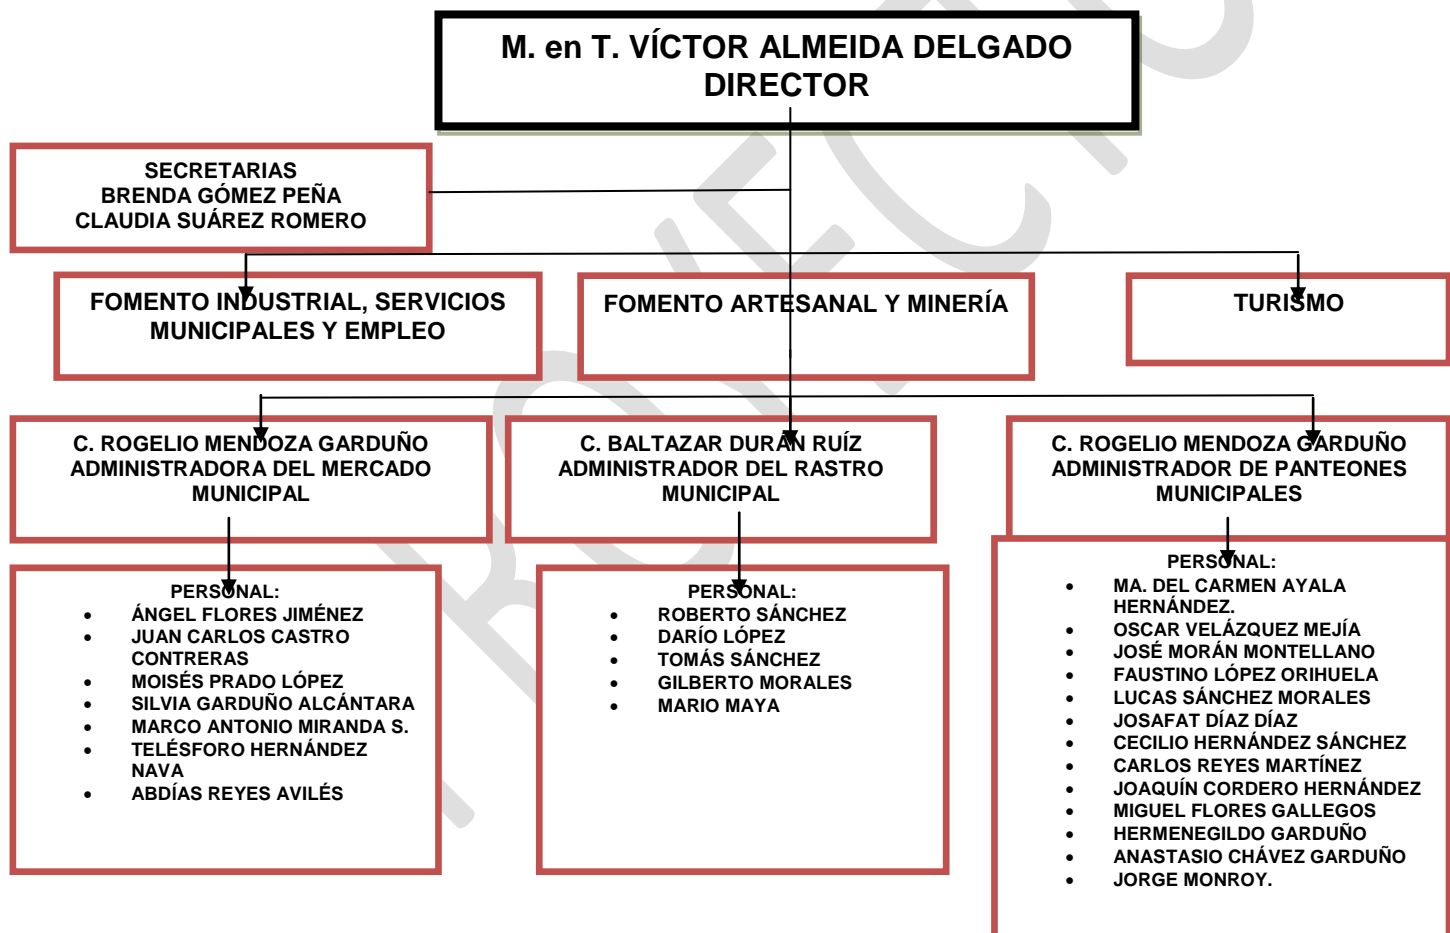 M. en T. VÍCTOR ALMEIDA DELGADO
DIRECTOR
SECRETARIAS
BRENDA GÓMEZ PEÑA
CLAUDIA SUÁREZ ROMERO
FOMENTO INDUSTRIAL, SERVICIOS
MUNICIPALES Y EMPLEO
FOMENTO ARTESANAL Y MINERÍA
TURISMO
C. ROGELIO MENDOZA GARDUÑO
ADMINISTRADORA DEL MERCADO
MUNICIPAL
C. BALTAZAR DURÁN RUÍZ
ADMINISTRADOR DEL RASTRO
MUNICIPAL
C. ROGELIO MENDOZA GARDUÑO
ADMINISTRADOR DE PANTEONES
MUNICIPALES
PERSONAL:
• ÁNGEL FLORES JIMÉNEZ
• JUAN CARLOS CASTRO
CONTRERAS
• MOISÉS PRADO LÓPEZ
• SILVIA GARDUÑO ALCÁNTARA
• MARCO ANTONIO MIRANDA S.
• TELÉSFORO HERNÁNDEZ
NAVA
• ABDÍAS REYES AVILÉS
PERSONAL:
• ROBERTO SÁNCHEZ
• DARÍO LÓPEZ
• TOMÁS SÁNCHEZ
• GILBERTO MORALES
• MARIO MAYA
PERSONAL:
• MA. DEL CARMEN AYALA
HERNÁNDEZ.
• OSCAR VELÁZQUEZ MEJÍA
• JOSÉ MORÁN MONTELLANO
• FAUSTINO LÓPEZ ORIHUELA
• LUCAS SÁNCHEZ MORALES
• JOSAFAT DÍAZ DÍAZ
• CECILIO HERNÁNDEZ SÁNCHEZ
• CARLOS REYES MARTÍNEZ
• JOAQUÍN CORDERO HERNÁNDEZ
• MIGUEL FLORES GALLEGOS
• HERMENEGILDO GARDUÑO
• ANASTASIO CHÁVEZ GARDUÑO
• JORGE MONROY.